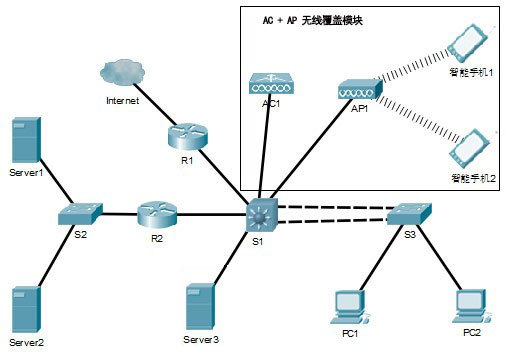 AC + AP 无线覆盖模块
智能手机1
Internet
AC1
AP1
R1
Server1
智能手机2
S2
R2
S1
S3
Server2
Server3
PC1
PC2